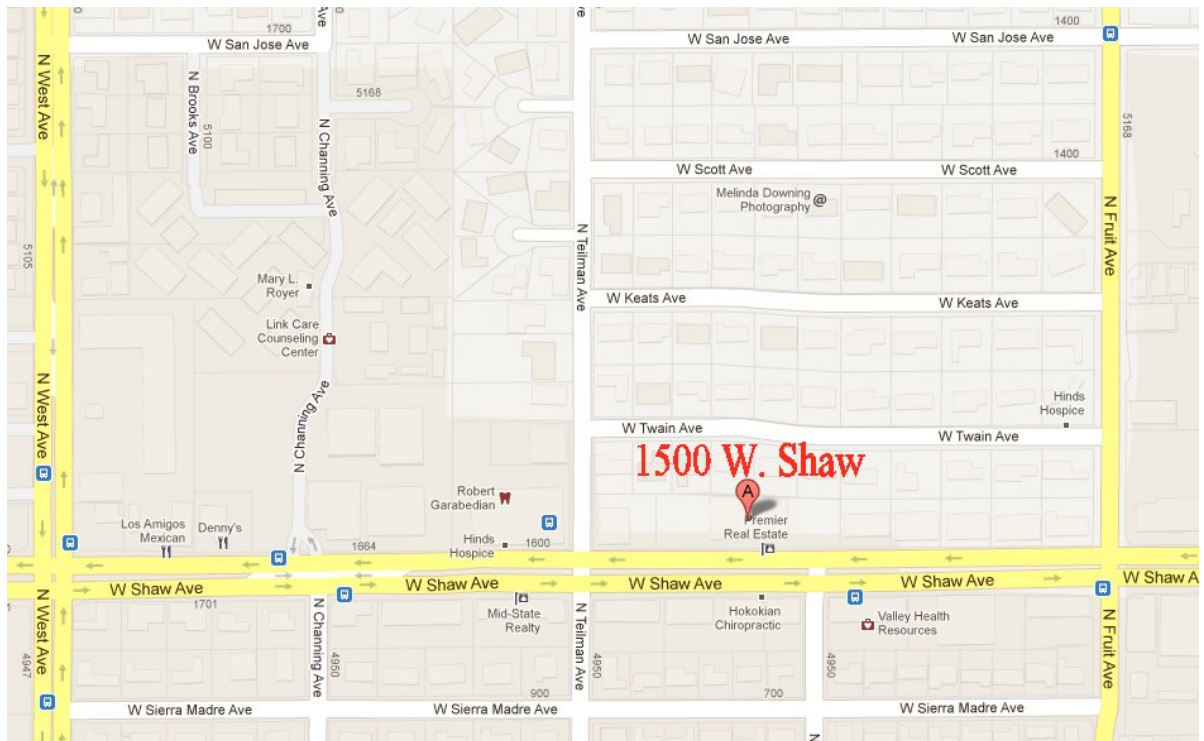 1700
W San Jose Ave
W San Jose Ave
W San Jose Ave
1400
N West Ave
N Brooks Ave
5100
5168
N Channing Ave
5168
W Scott Ave
1400
W Scott Ave
Melinda Downing
Photography
@
N Teilman Ave
N Fruit Ave
5105
Mary L.
Royer
W Keats Ave
W Keats Ave
Link Care
Counseling
Center
N West Ave
N Channing Ave
Hinds
Hospice
W Twain Ave
W Twain Ave
1500 W. Shaw
A
Robert
Garabedian
Premier
Real Estate
Los Amigos
Mexican
Denny's
1664
Hinds
Hospice
1600
W Shaw Ave
W Shaw Ave
W Shaw Ave
W Shaw Ave
W Shaw A
1701
Mid-State
Realty
Hokokian
Chiropractic
Valley Health
Resources
N West Ave
N Channing Ave
N Teilman Ave
N Fruit Ave
4947
4950
4950
4950
900
700
W Sierra Madre Ave
W Sierra Madre Ave
W Sierra Madre Ave
N